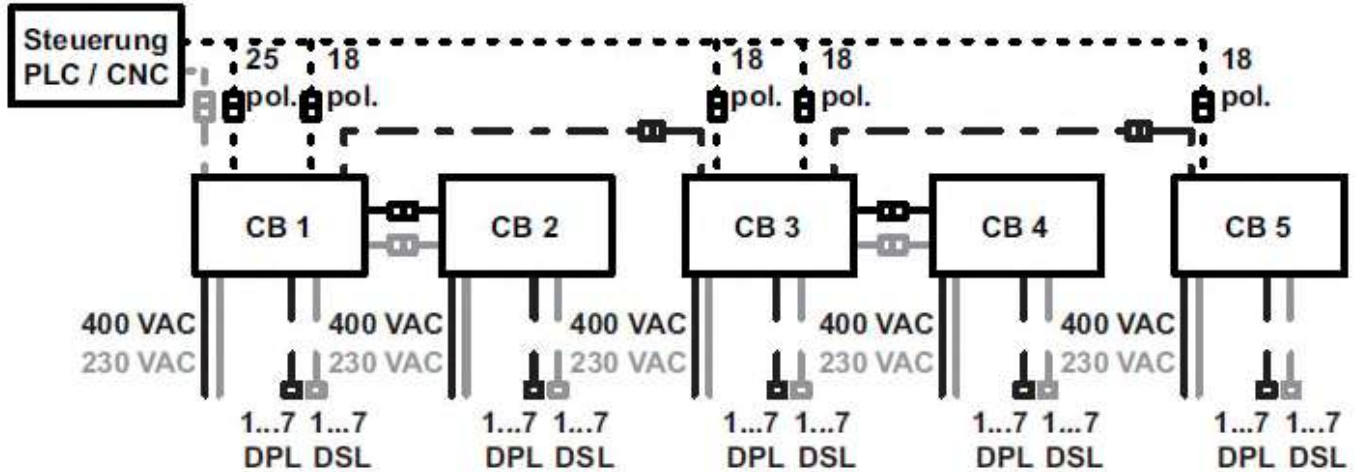 Steuerung
PLC / CNC
25
pol.
18
pol.
18
pol.
18
pol.
18
pol.
CB 1
CB 2
CB 3
CB 4
CB 5
400 VAC
230 VAC
400 VAC
230 VAC
400 VAC
230 VAC
400 VAC
230 VAC
400 VAC
230 VAC
1...7 1...7
DPL DSL
1...7 1...7
DPL DSL
1...7 1...7
DPL DSL
1...7 1...7
DPL DSL
1...7 1...7
DPL DSL